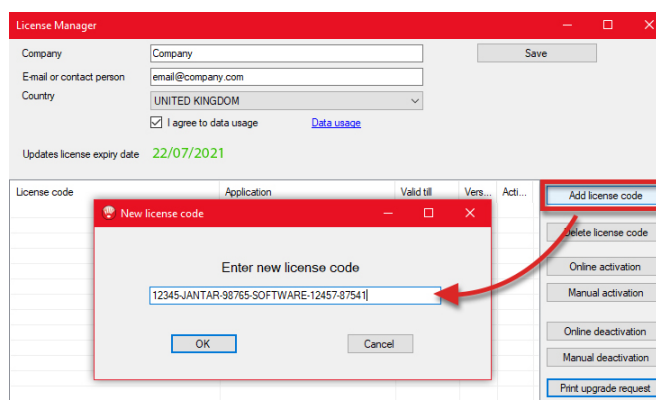 License Manager
Company Company Save
E-mail or contact person email@company.com
Country UNITED KINGDOM
I agree to data usage Data usage
Updates license expiry date 22/07/2021
License code Application Valid till Vers... Acti... Add license code
New license code
Delete license code
Enter new license code
Online activation
12345-JANTAR-98765-SOFTWARE-12457-87541
Manual activation
Online deactivation
OK Cancel
Manual deactivation
Print upgrade request